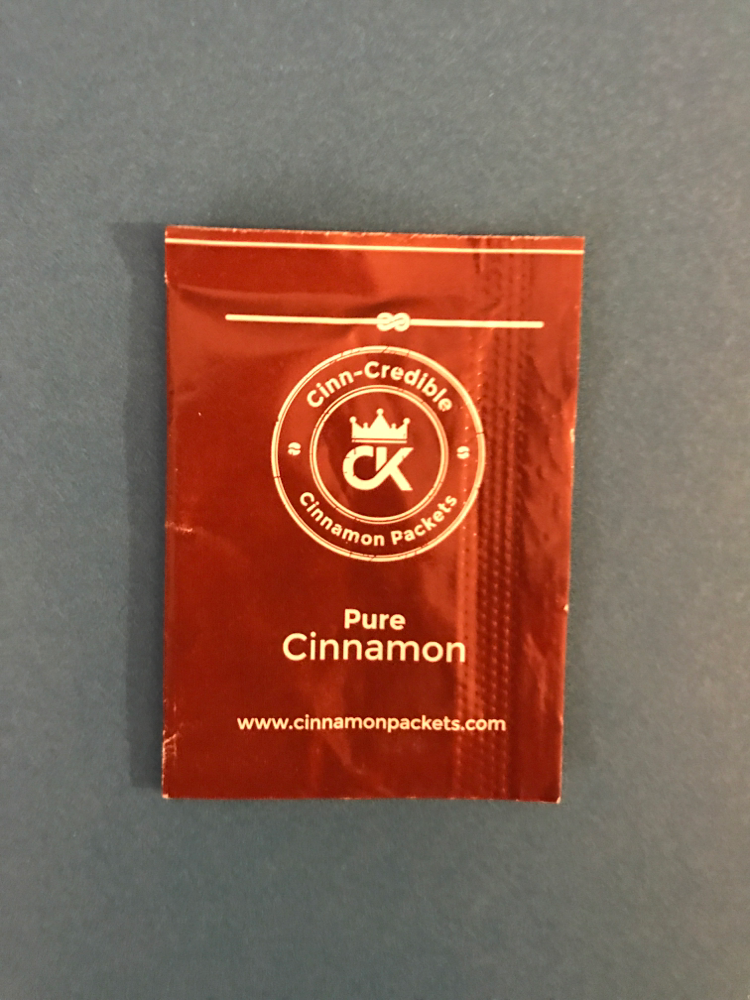 Cinn-Credible
CK
Cinnamon Packets
Pure
Cinnamon
www.cinnamonpackets.com